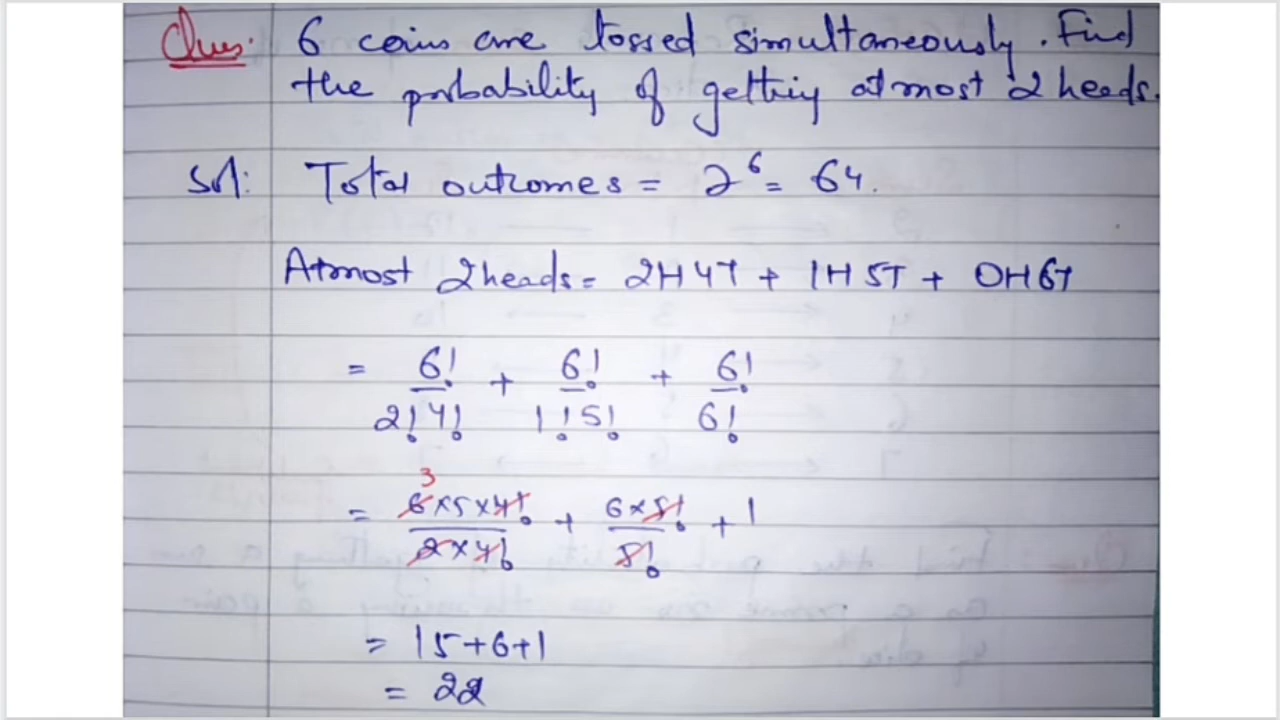 Ques: 6 coins are tossed simultaneously. Find
the probability of getting atmost 2 heads.
Sol: Total outcomes = 2⁶ = 64.
Atmost 2 heads = 2H 4T + 1H 5T + 0H 6T
= 6!/2!4! + 6!/1!5! + 6!/6!
3
= 6×5×4!/2×4! + 6×5!/5! + 1
= 15+6+1
= 22